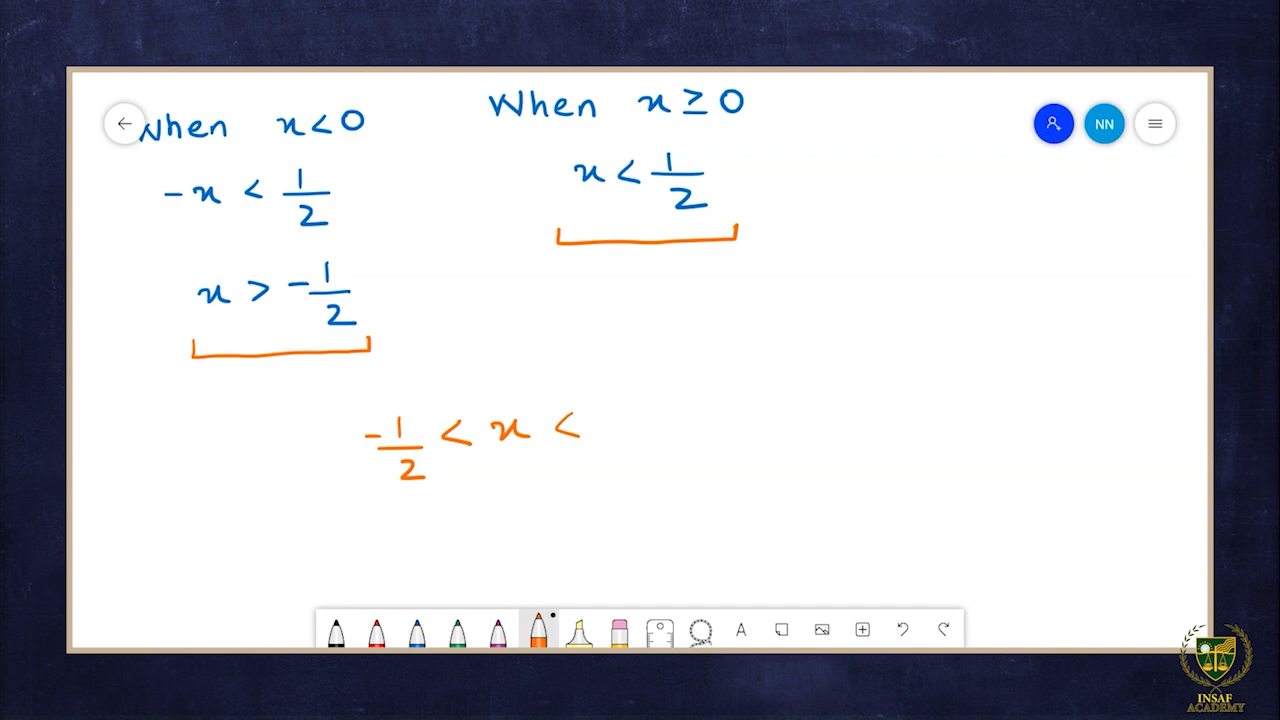 When x < 0
-x < 1/2
x > -1/2
When x ≥ 0
x < 1/2
-1/2 < x <
NN
A
INSAF
ACADEMY